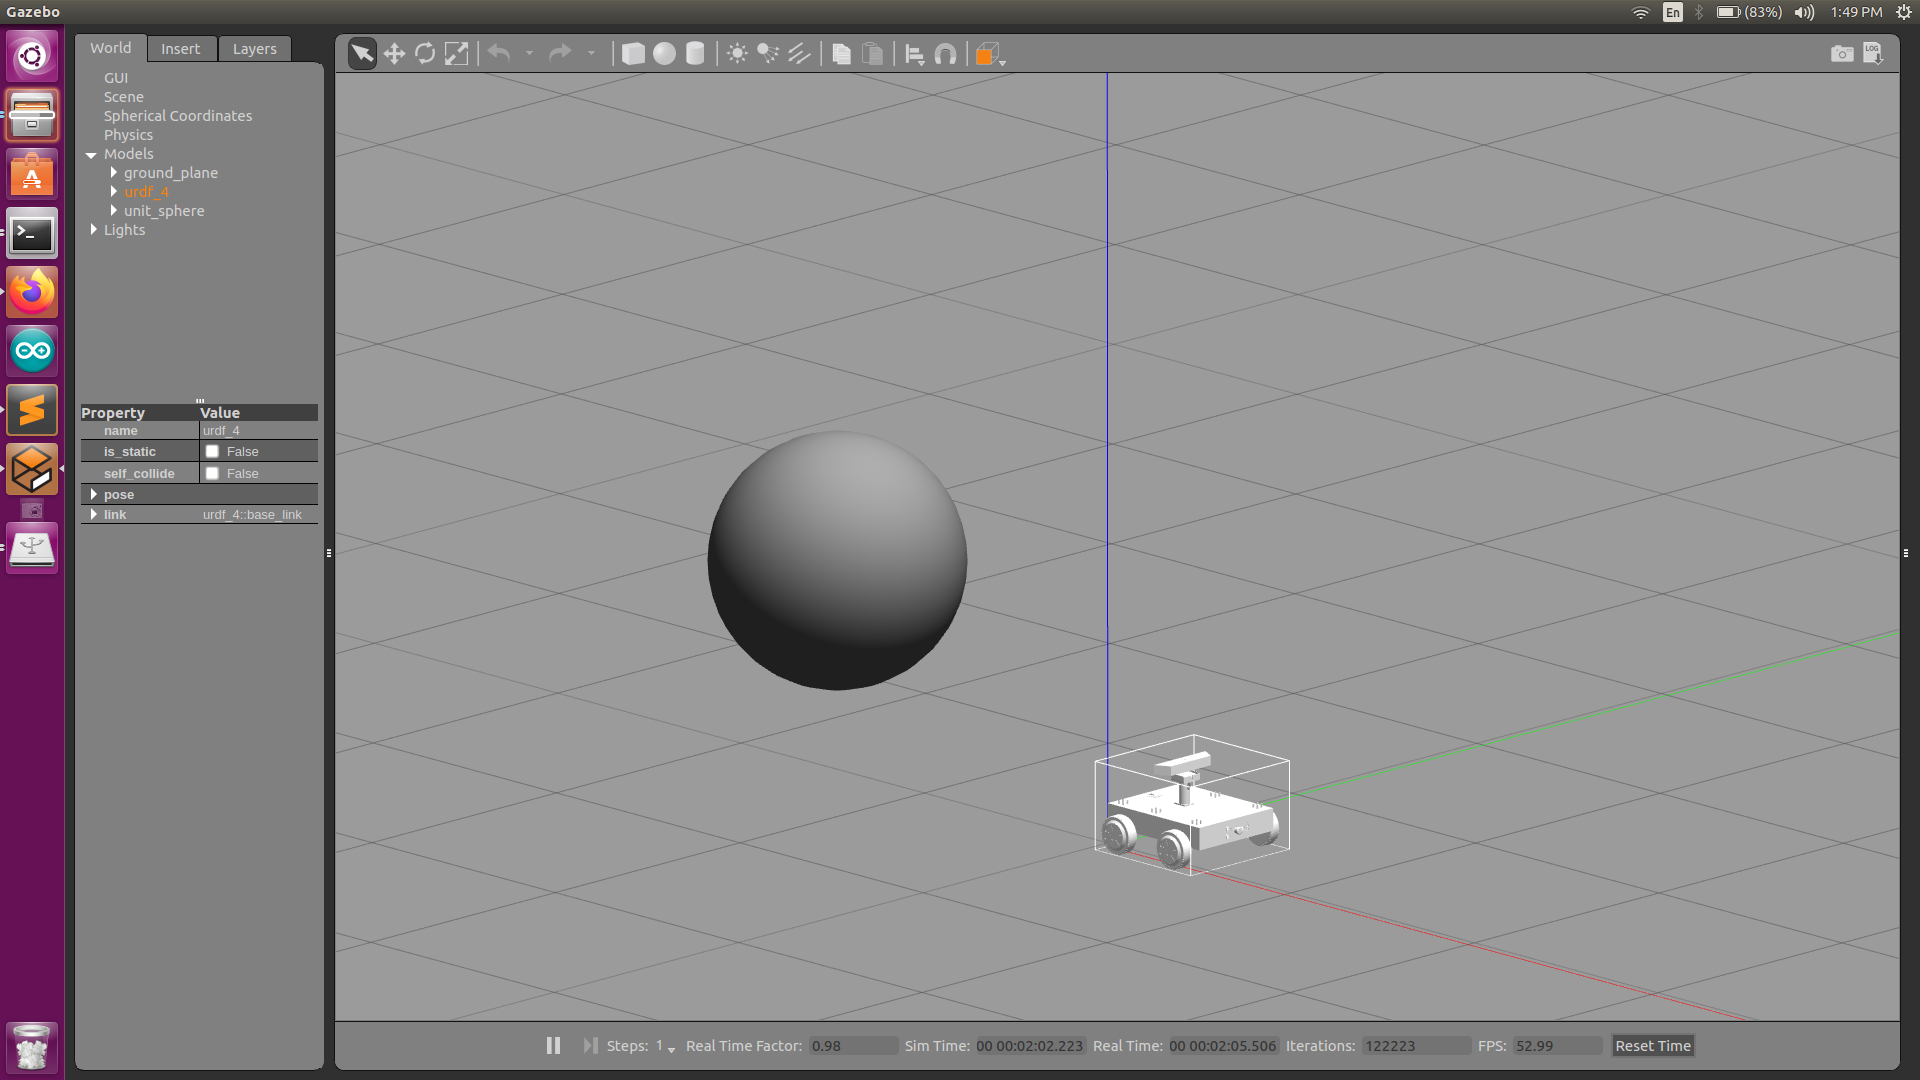 Gazebo
En
(83%)
1:49 PM
World
Insert
Layers
LOG
GUI
Scene
Spherical Coordinates
Physics
Models
ground_plane
urdf_4
unit_sphere
Lights
Property Value
name urdf_4
is_static False
self_collide False
pose
link urdf_4::base_link
Steps: 1 Real Time Factor: 0.98 Sim Time: 00 00:02:02.223 Real Time: 00 00:02:05.506 Iterations: 122223 FPS: 52.99 Reset Time